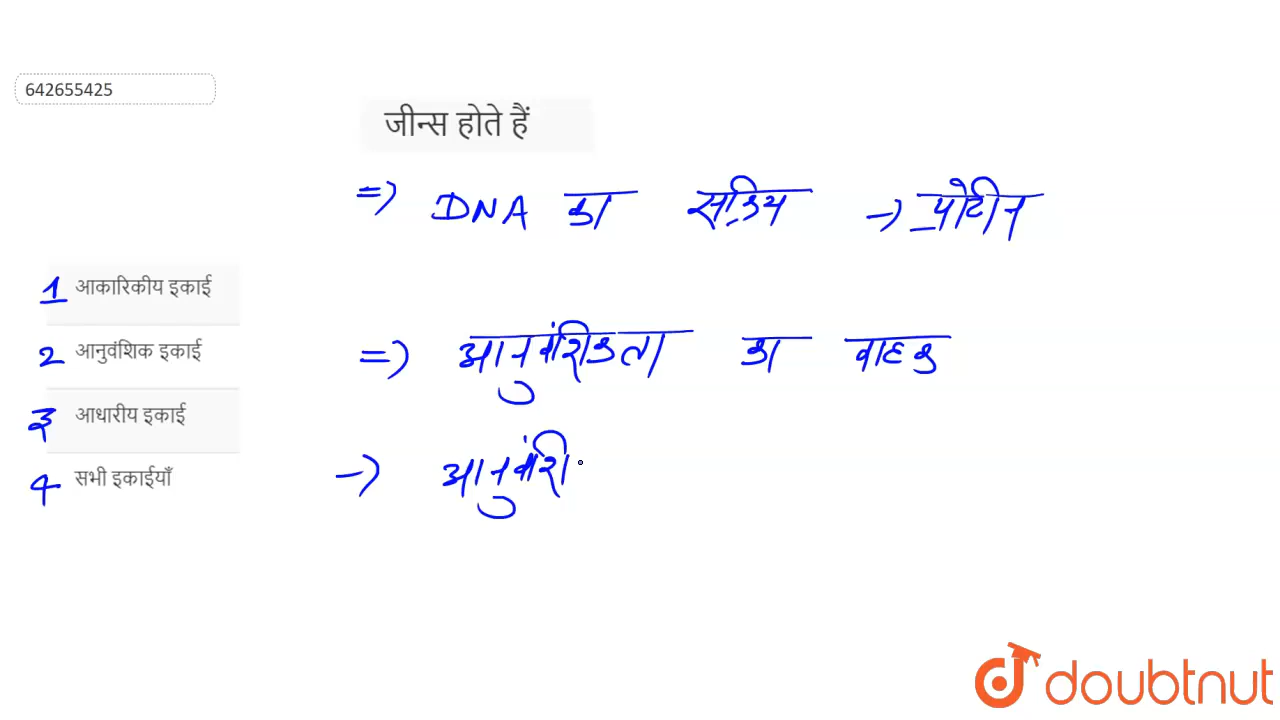 642655425
जीन्स होते हैं
=> DNA का सक्रिय -> प्रोटीन
1 आकारिकीय इकाई
2 आनुवंशिक इकाई
=> आनुवांशिकता का वाहक
3 आधारीय इकाई
-> आनुवांशि
4 सभी इकाईयाँ
doubtnut